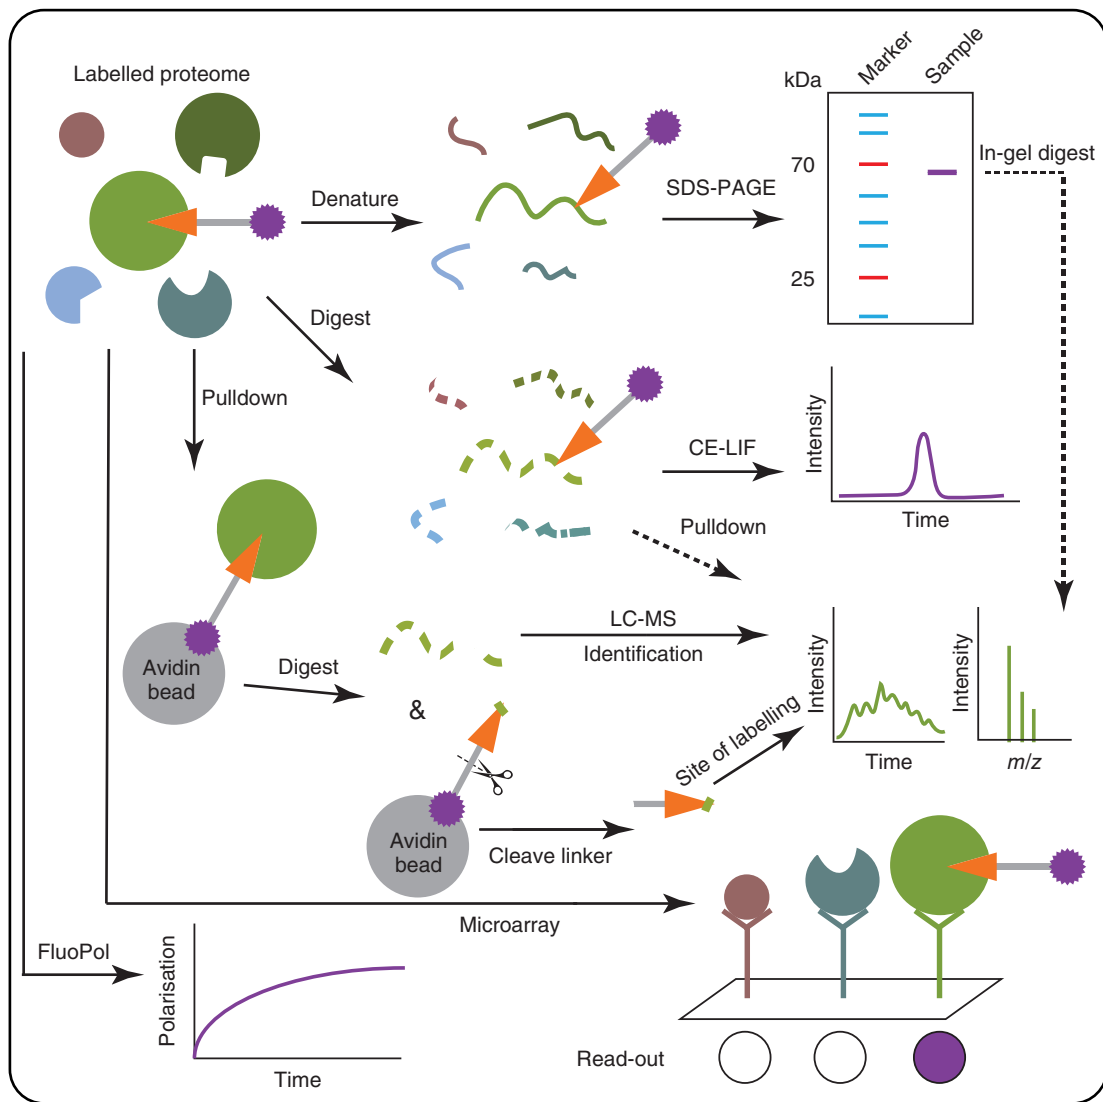 Labelled proteome
kDa
Marker
Sample
70
25
In-gel digest
Denature
SDS-PAGE
Digest
Pulldown
CE-LIF
Intensity
Time
Pulldown
LC-MS
Identification
Avidin
bead
Digest
&
Site of labelling
Intensity
Time
Intensity
m/z
Avidin
bead
Cleave linker
Microarray
FluoPol
Polarisation
Time
Read-out